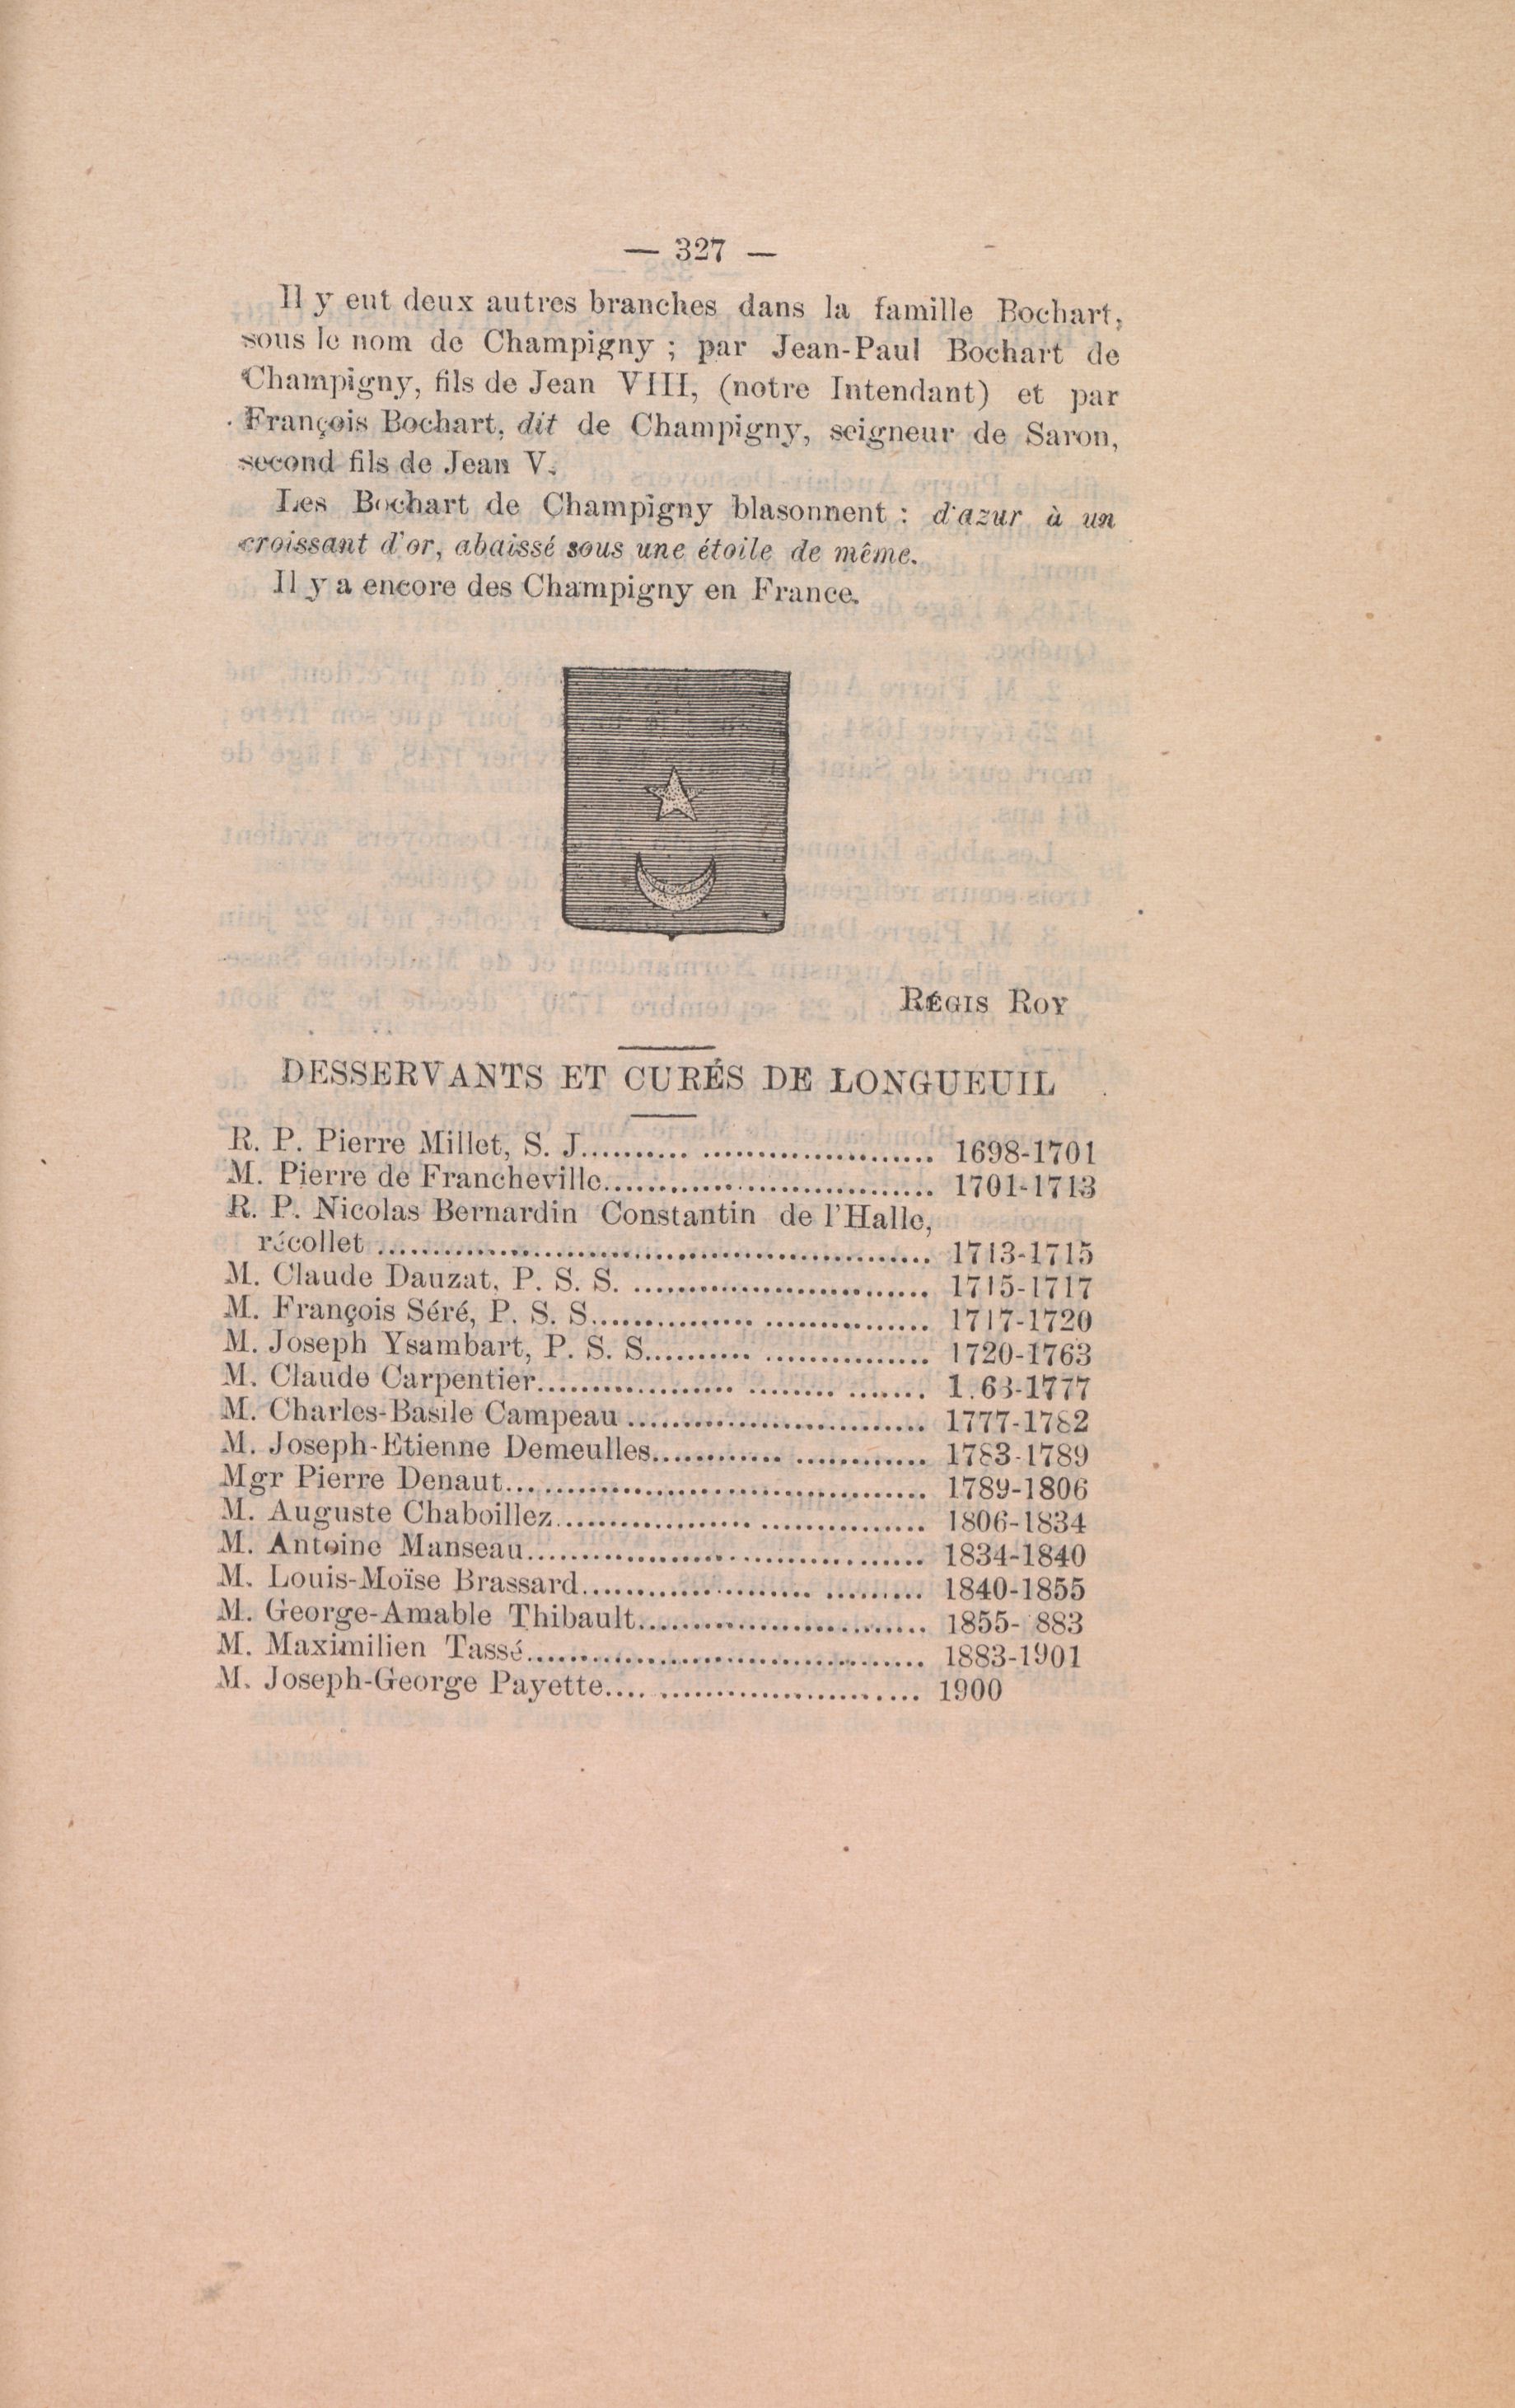 — 327 —
Il y eut deux autres branches dans la famille Bochart,
sous le nom de Champigny ; par Jean-Paul Bochart de
Champigny, fils de Jean VIII, (notre Intendant) et par
François Bochart, dit de Champigny, seigneur de Saron,
second fils de Jean V.
Les Bochart de Champigny blasonnent : d'azur à un
croissant d'or, abaissé sous une étoile de même.
Il y a encore des Champigny en France.
RÉGIS ROY
DESSERVANTS ET CURÉS DE LONGUEUIL
R. P. Pierre Millet, S. J.......... ...................... 1698-1701
M. Pierre de Francheville................................ 1701-1713
R. P. Nicolas Bernardin Constantin de l'Halle,
récollet .................................................... 1713-1715
M. Claude Dauzat, P. S. S. ............................ 1715-1717
M. François Séré, P. S. S............... ............... 1717-1720
M. Joseph Ysambart, P. S. S.......... ............... 1720-1763
M. Claude Carpentier................... ........ ....... 1.63-1777
M. Charles-Basile Campeau ............................ 1777-1782
M. Joseph-Etienne Demeulles............ ............ 1783-1789
Mgr Pierre Denaut........................................ 1789-1806
M. Auguste Chaboillez.................. ............... 1806-1834
M. Antoine Manseau..................................... 1834-1840
M. Louis-Moïse Brassard...................... ......... 1840-1855
M. George-Amable Thibault........................... 1855- 883
M. Maximilien Tassé..................................... 1883-1901
M. Joseph-George Payette.... ........................ 1900